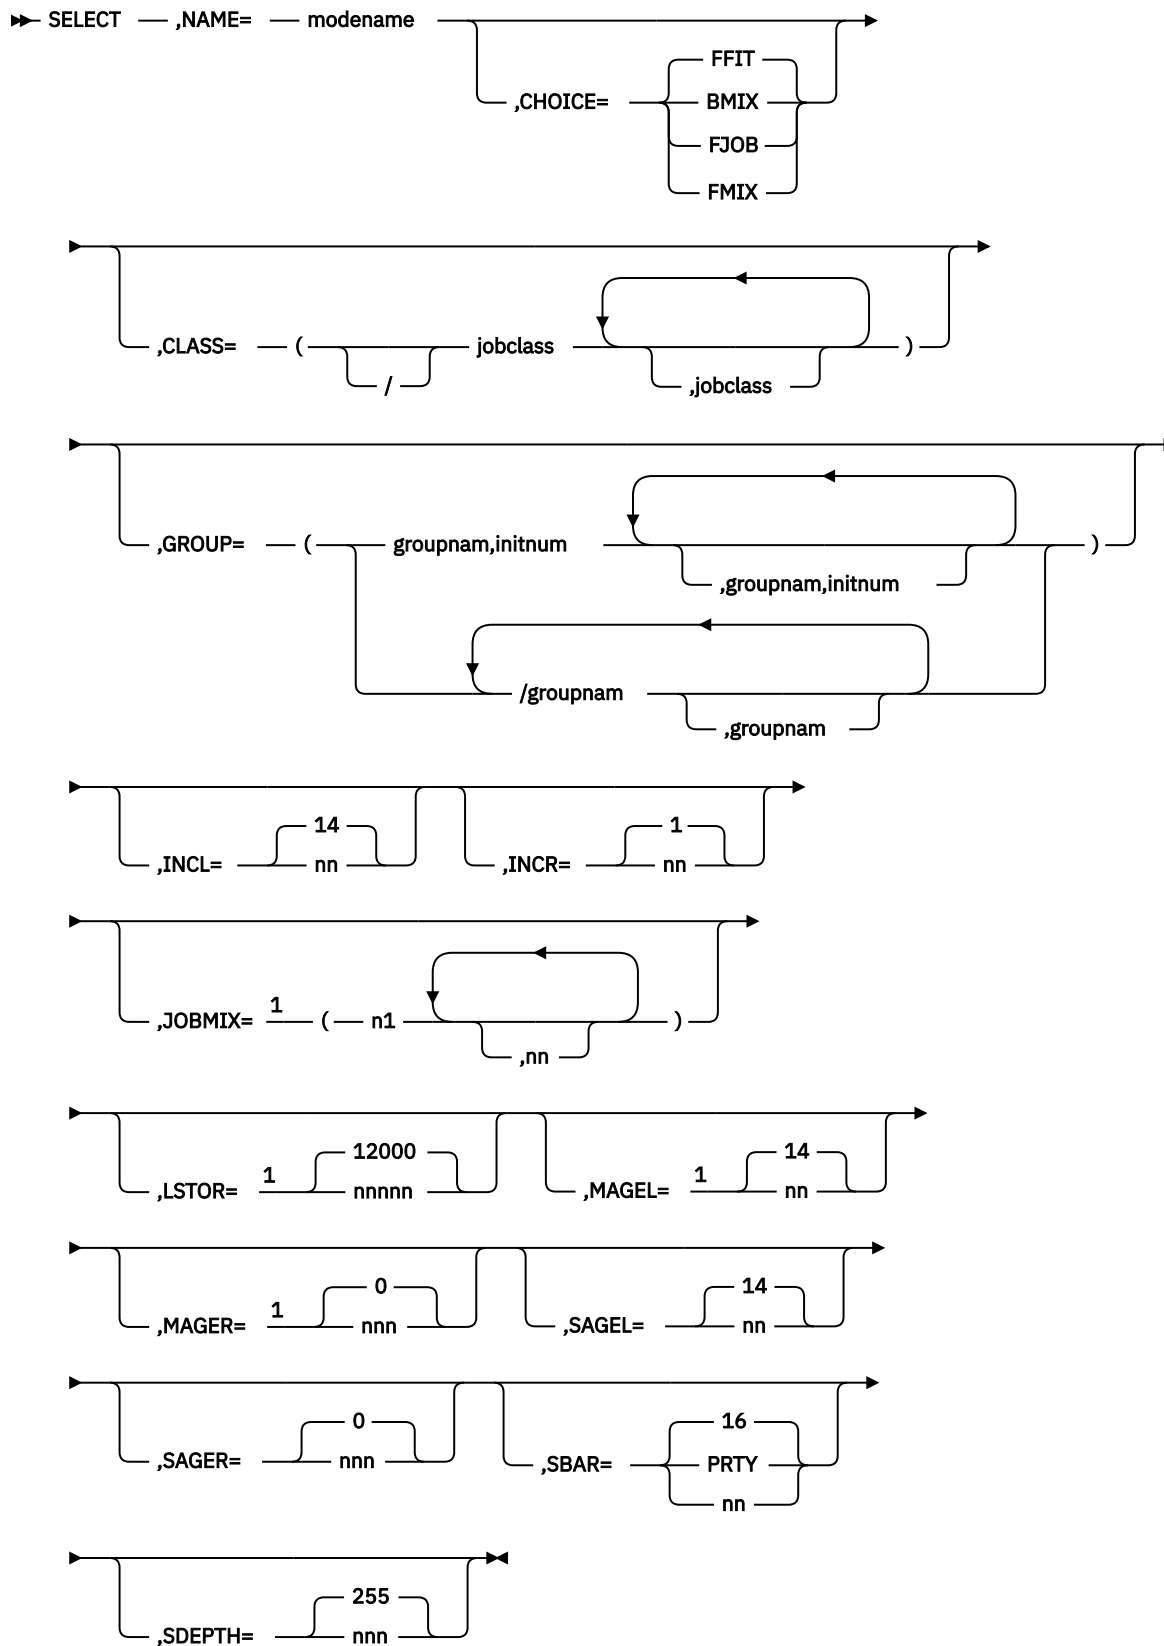 SELECT ,NAME= modename
FFIT
,CHOICE= BMIX
FJOB
FMIX
,CLASS= ( jobclass )
/ ,jobclass
,GROUP= ( groupnam,initnum )
,groupnam,initnum
/groupnam
,groupnam
14 1
,INCL= nn ,INCR= nn
,JOBMIX= 1 ( n1 )
,nn
12000 14
,LSTOR= 1 nnnnn ,MAGEL= 1 nn
0 14
,MAGER= 1 nnn ,SAGEL= nn
0 16
,SAGER= nnn ,SBAR= PRTY
nn
255
,SDEPTH= nnn